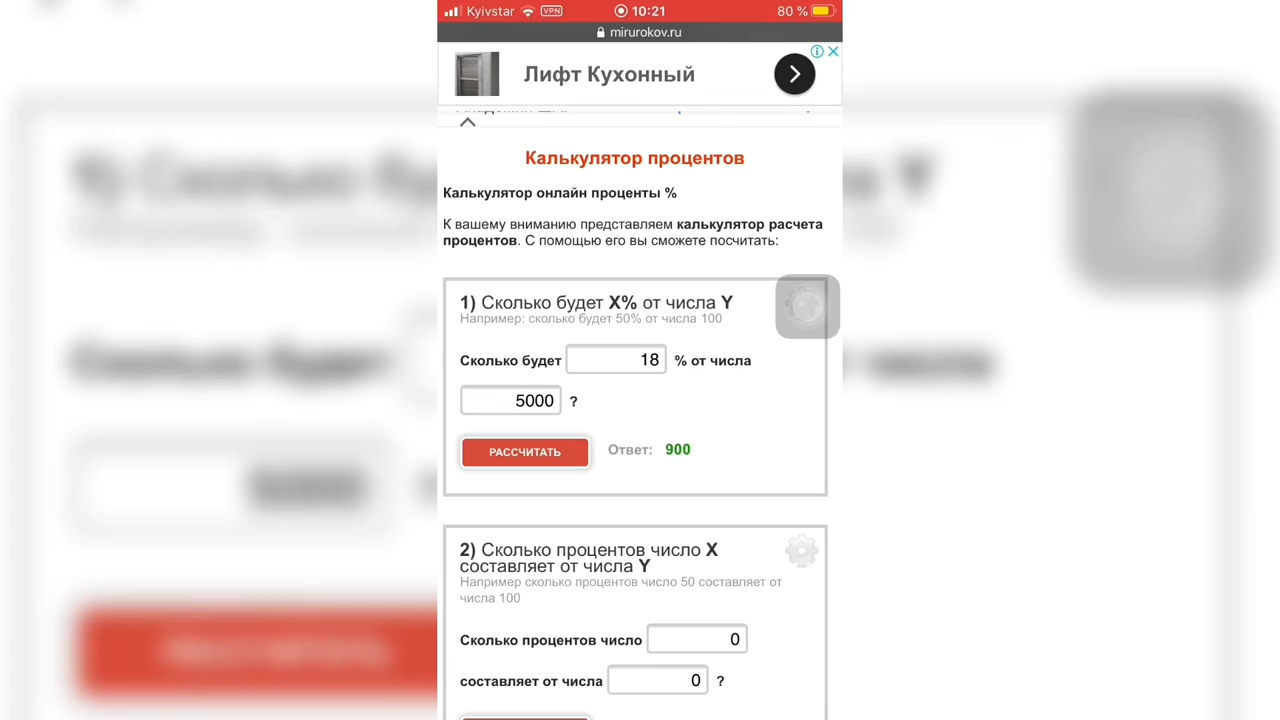 Kyivstar VPN 10:21 80 %
mirurokov.ru
Лифт Кухонный
Калькулятор процентов
Калькулятор онлайн проценты %
К вашему вниманию представляем калькулятор расчета
процентов. С помощью его вы сможете посчитать:
1) Сколько будет X% от числа Y
Например: сколько будет 50% от числа 100
Сколько будет 18 % от числа
5000 ?
РАССЧИТАТЬ Ответ: 900
2) Сколько процентов число X
составляет от числа Y
Например сколько процентов число 50 составляет от
числа 100
Сколько процентов число 0
составляет от числа 0 ?